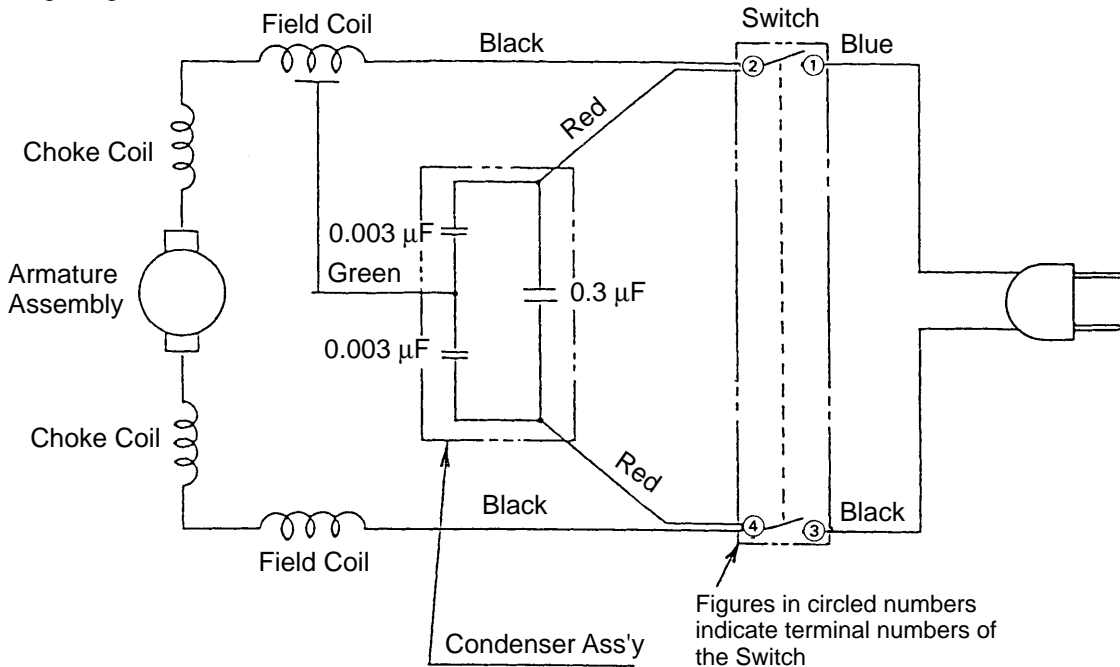 Field Coil
Black
Switch
Blue
② ①
Choke Coil
Red
0.003 µF
Armature
Assembly
Green
0.3 µF
0.003 µF
Choke Coil
Red
Black
④ ③
Black
Field Coil
Figures in circled numbers
indicate terminal numbers of
the Switch
Condenser Ass'y